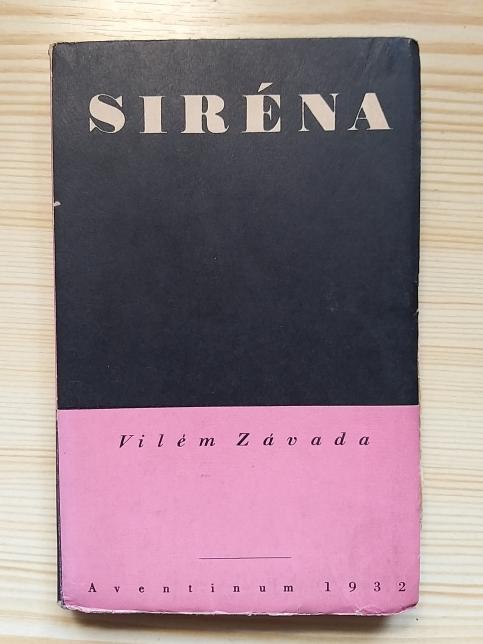 SIRÉNA
Vilém Závada
Aventinum 1932